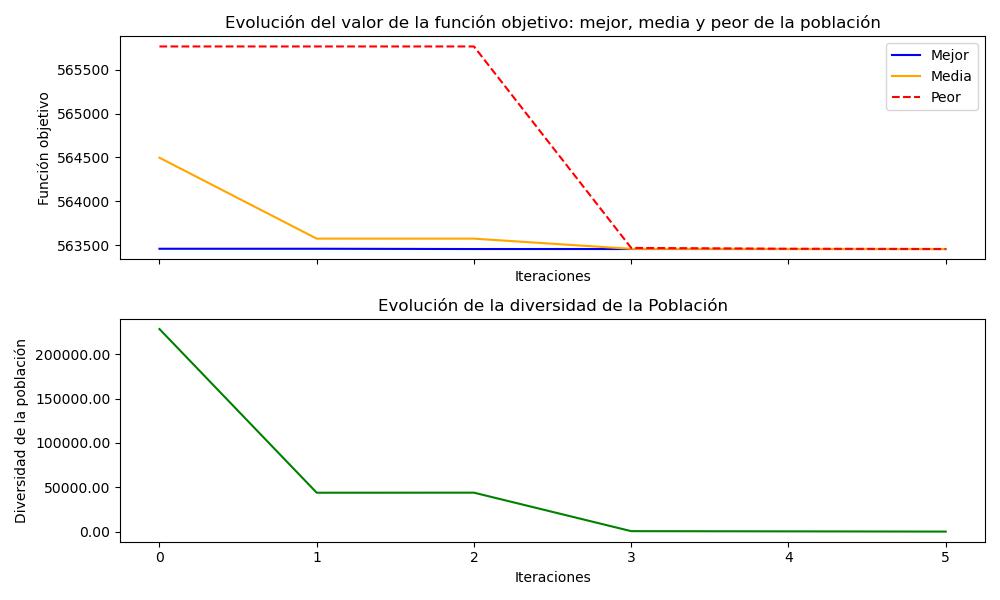 Evolución del valor de la función objetivo: mejor, media y peor de la población
Función objetivo
565500
565000
564500
564000
563500
Mejor
Media
Peor
Iteraciones
Evolución de la diversidad de la Población
Diversidad de la población
200000.00
150000.00
100000.00
50000.00
0.00
0 1 2 3 4 5
Iteraciones